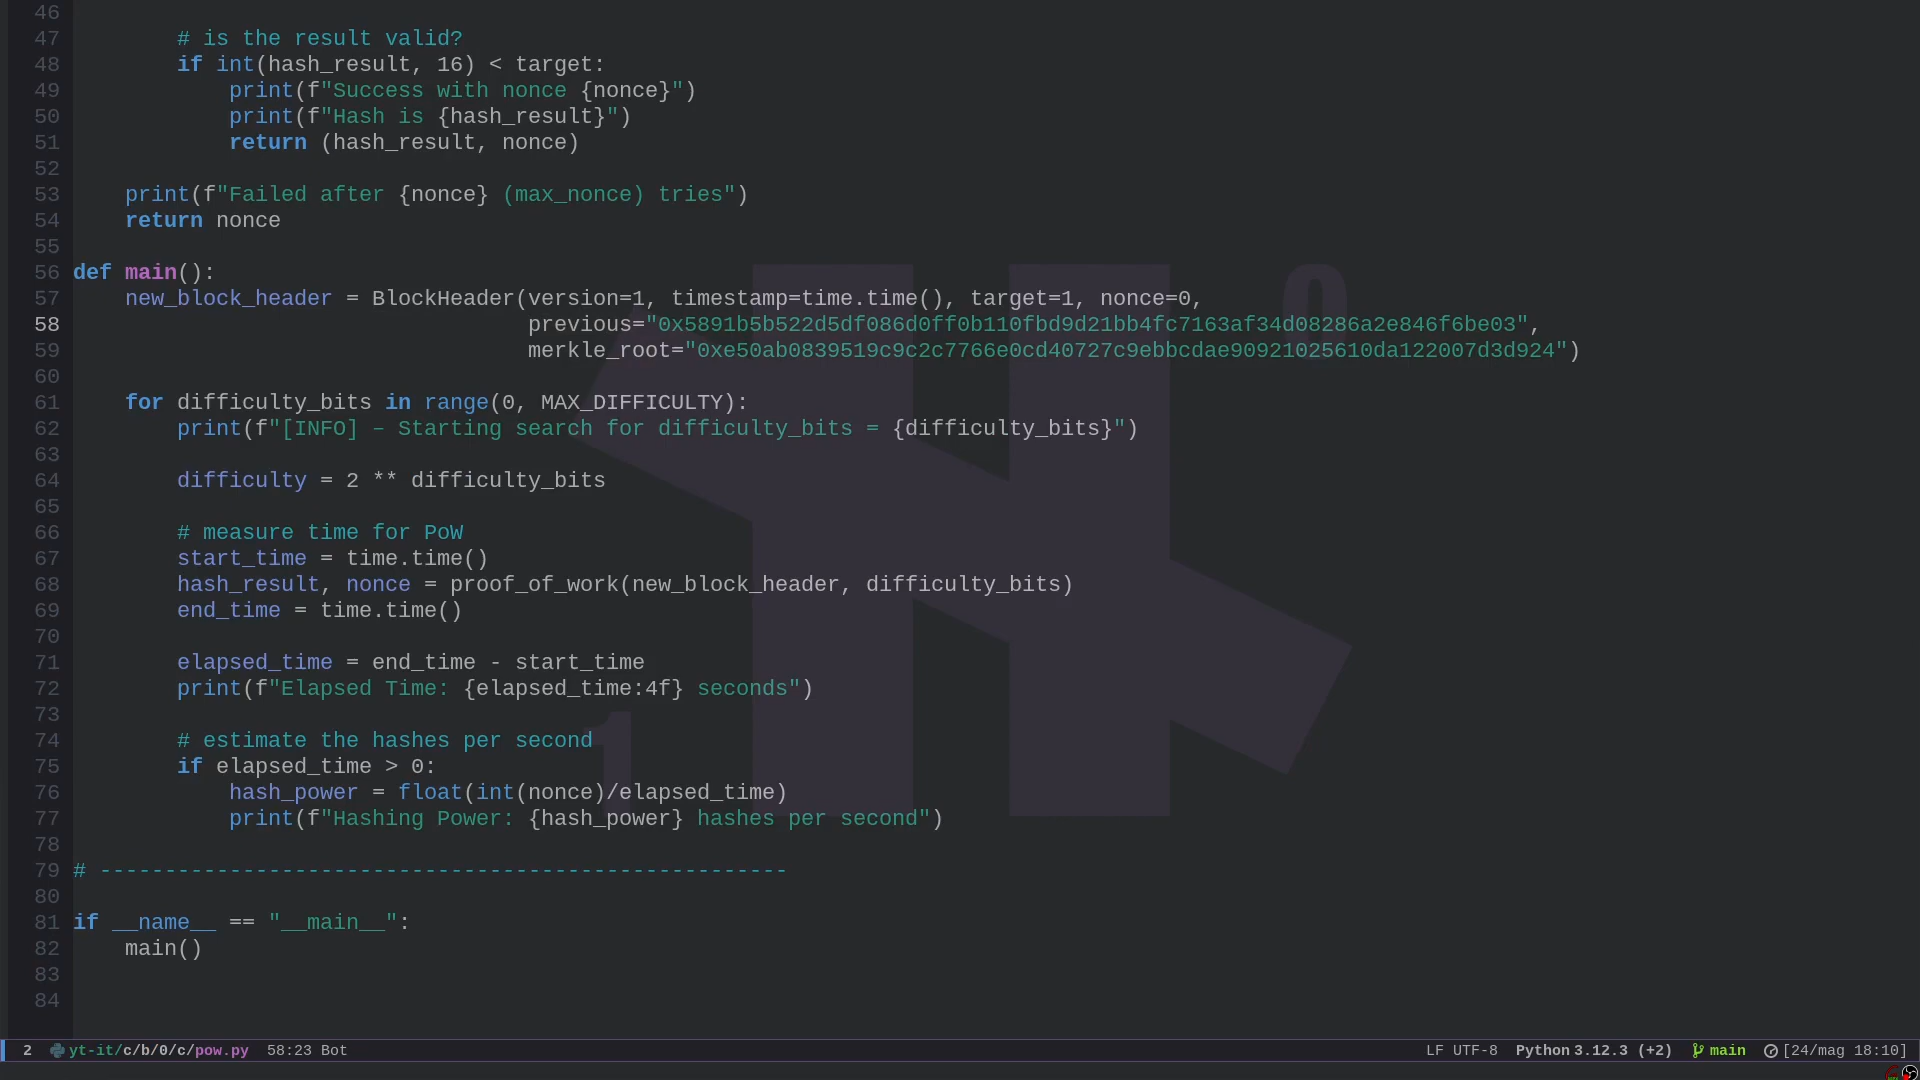 46
47         # is the result valid?
48         if int(hash_result, 16) < target:
49             print(f"Success with nonce {nonce}")
50             print(f"Hash is {hash_result}")
51             return (hash_result, nonce)
52
53     print(f"Failed after {nonce} (max_nonce) tries")
54     return nonce
55
56 def main():
57     new_block_header = BlockHeader(version=1, timestamp=time.time(), target=1, nonce=0,
58                                    previous="0x5891b5b522d5df086d0ff0b110fbd9d21bb4fc7163af34d08286a2e846f6be03",
59                                    merkle_root="0xe50ab0839519c9c2c7766e0cd40727c9ebbcdae90921025610da122007d3d924")
60
61     for difficulty_bits in range(0, MAX_DIFFICULTY):
62         print(f"[INFO] – Starting search for difficulty_bits = {difficulty_bits}")
63
64         difficulty = 2 ** difficulty_bits
65
66         # measure time for PoW
67         start_time = time.time()
68         hash_result, nonce = proof_of_work(new_block_header, difficulty_bits)
69         end_time = time.time()
70
71         elapsed_time = end_time - start_time
72         print(f"Elapsed Time: {elapsed_time:4f} seconds")
73
74         # estimate the hashes per second
75         if elapsed_time > 0:
76             hash_power = float(int(nonce)/elapsed_time)
77             print(f"Hashing Power: {hash_power} hashes per second")
78
79 # -----------------------------------------------------
80
81 if __name__ == "__main__":
82     main()
83
84
2 yt-it/c/b/0/c/pow.py 58:23 Bot LF UTF-8 Python 3.12.3 (+2) main [24/mag 18:10]